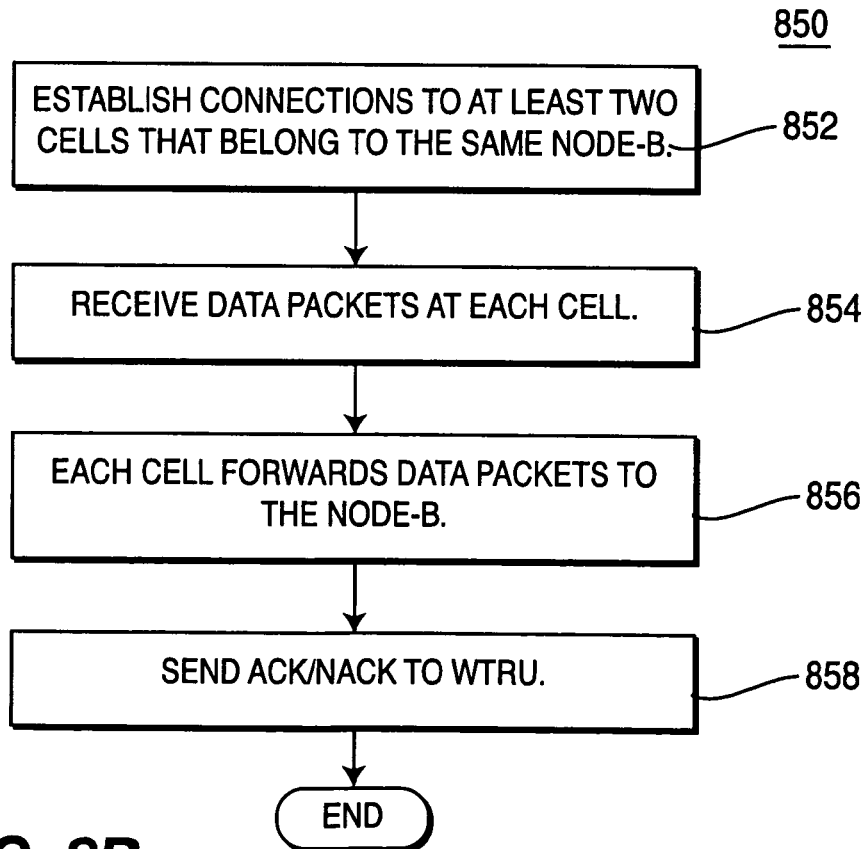 850
ESTABLISH CONNECTIONS TO AT LEAST TWO
CELLS THAT BELONG TO THE SAME NODE-B.
852
RECEIVE DATA PACKETS AT EACH CELL.
854
EACH CELL FORWARDS DATA PACKETS TO
THE NODE-B.
856
SEND ACK/NACK TO WTRU.
858
END